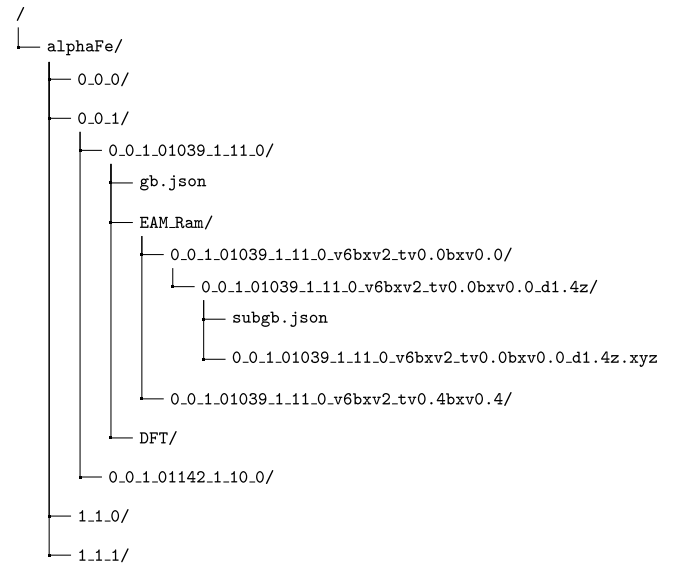 /
alphaFe/
0_0_0/
0_0_1/
0_0_1_01039_1_11_0/
gb.json
EAM_Ram/
0_0_1_01039_1_11_0_v6bxv2_tv0.0bxv0.0/
0_0_1_01039_1_11_0_v6bxv2_tv0.0bxv0.0_d1.4z/
subgb.json
0_0_1_01039_1_11_0_v6bxv2_tv0.0bxv0.0_d1.4z.xyz
0_0_1_01039_1_11_0_v6bxv2_tv0.4bxv0.4/
DFT/
0_0_1_01142_1_10_0/
1_1_0/
1_1_1/